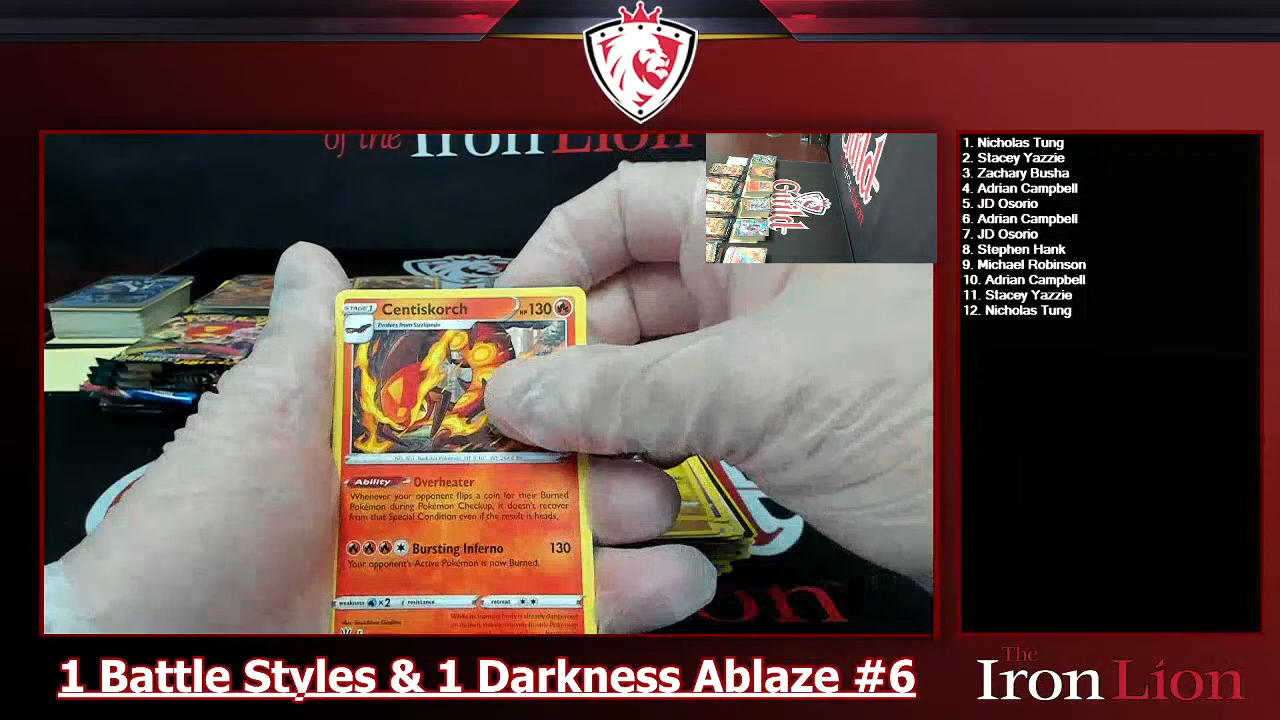 of the Iron Lion
Guild
1. Nicholas Tung
2. Stacey Yazzie
3. Zachary Busha
4. Adrian Campbell
5. JD Osorio
6. Adrian Campbell
7. JD Osorio
8. Stephen Hank
9. Michael Robinson
10. Adrian Campbell
11. Stacey Yazzie
12. Nicholas Tung
STAGE 1 Centiskorch HP 130
Evolves from Sizzlipede
Ability Overheater
Whenever your opponent flips a coin for their Burned
Pokémon during Pokémon Checkup, it doesn't recover
from that Special Condition even if the result is heads.
Bursting Inferno 130
Your opponent's Active Pokémon is now Burned.
weakness ×2 resistance retreat
1 Battle Styles & 1 Darkness Ablaze #6
The
Iron Lion